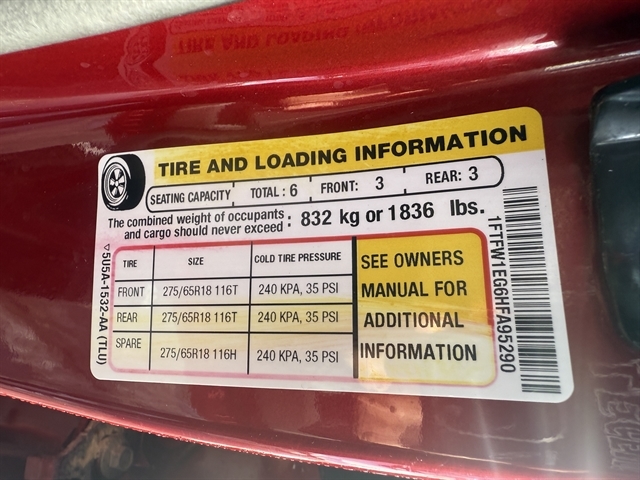 TIRE AND LOADING INFORMATION
SEATING CAPACITY TOTAL : 6 FRONT: 3 REAR: 3
The combined weight of occupants
and cargo should never exceed : 832 kg or 1836 lbs.
TIRE SIZE COLD TIRE PRESSURE
FRONT 275/65R18 116T 240 KPA, 35 PSI
REAR 275/65R18 116T 240 KPA, 35 PSI
SPARE 275/65R18 116H 240 KPA, 35 PSI
SEE OWNERS
MANUAL FOR
ADDITIONAL
INFORMATION
5U5A-1532-AA (TLU)
1FTFW1EG6HFA95290